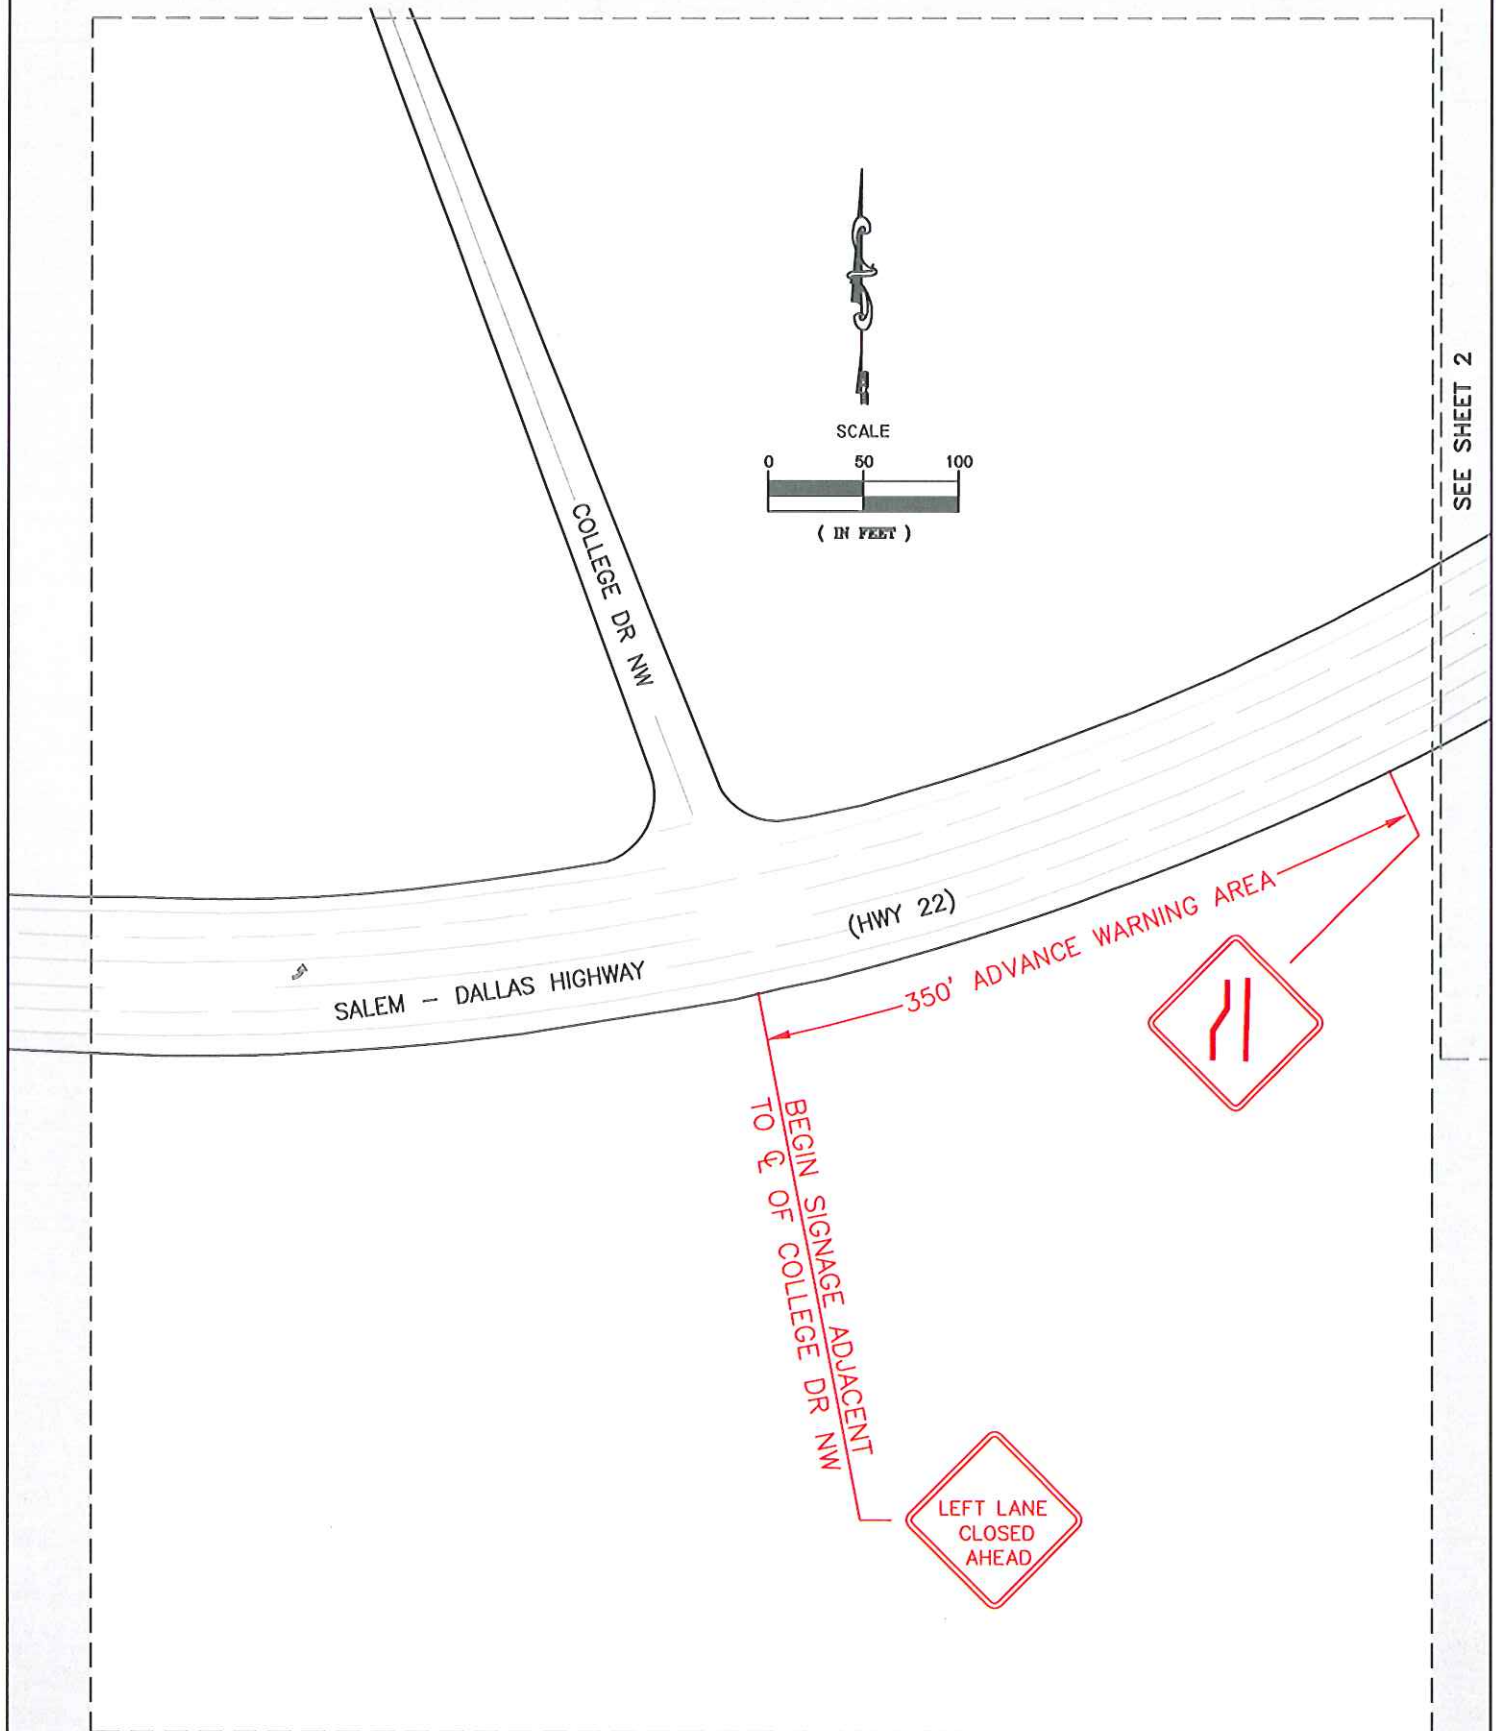 SCALE
0 50 100
( IN FEET )
SEE SHEET 2
COLLEGE DR NW
(HWY 22)
SALEM - DALLAS HIGHWAY
350' ADVANCE WARNING AREA
BEGIN SIGNAGE ADJACENT
TO ℄ OF COLLEGE DR NW
LEFT LANE
CLOSED
AHEAD